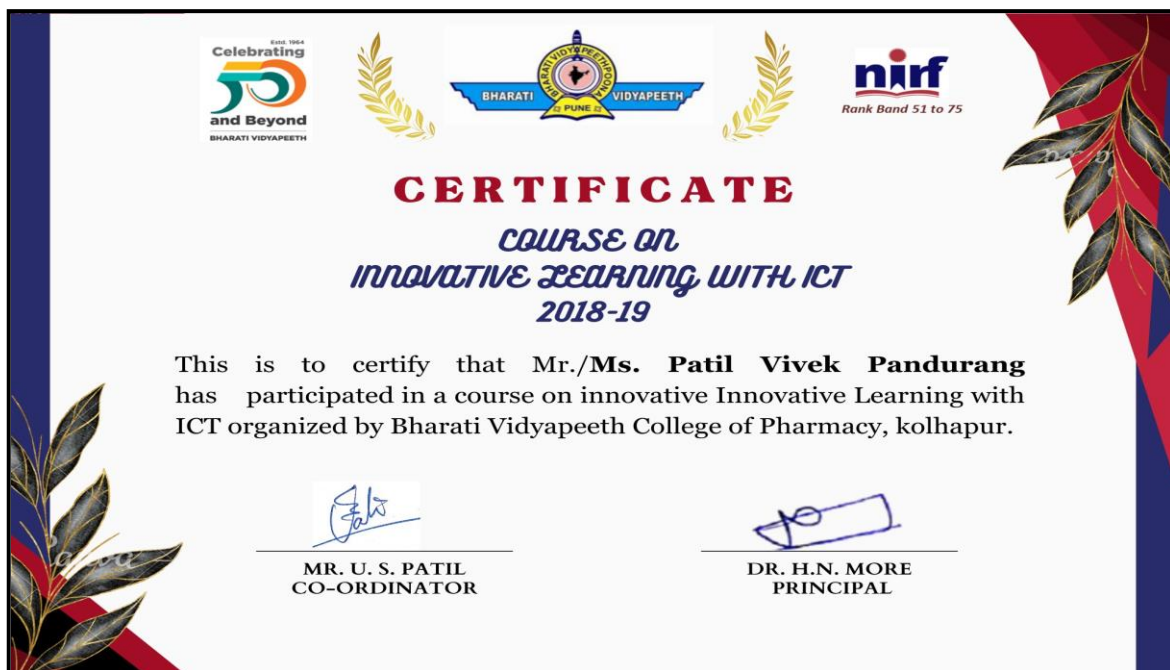 Estd. 1964
Celebrating
50
and Beyond
BHARATI VIDYAPEETH
BHARATI VIDYAPEETH POONA
BHARATI VIDYAPEETH
PUNE
nirf
Rank Band 51 to 75
CERTIFICATE
COURSE ON
INNOVATIVE LEARNING WITH ICT
2018-19
This is to certify that Mr./Ms. Patil Vivek Pandurang
has participated in a course on innovative Innovative Learning with
ICT organized by Bharati Vidyapeeth College of Pharmacy, kolhapur.
MR. U. S. PATIL
CO-ORDINATOR
DR. H.N. MORE
PRINCIPAL